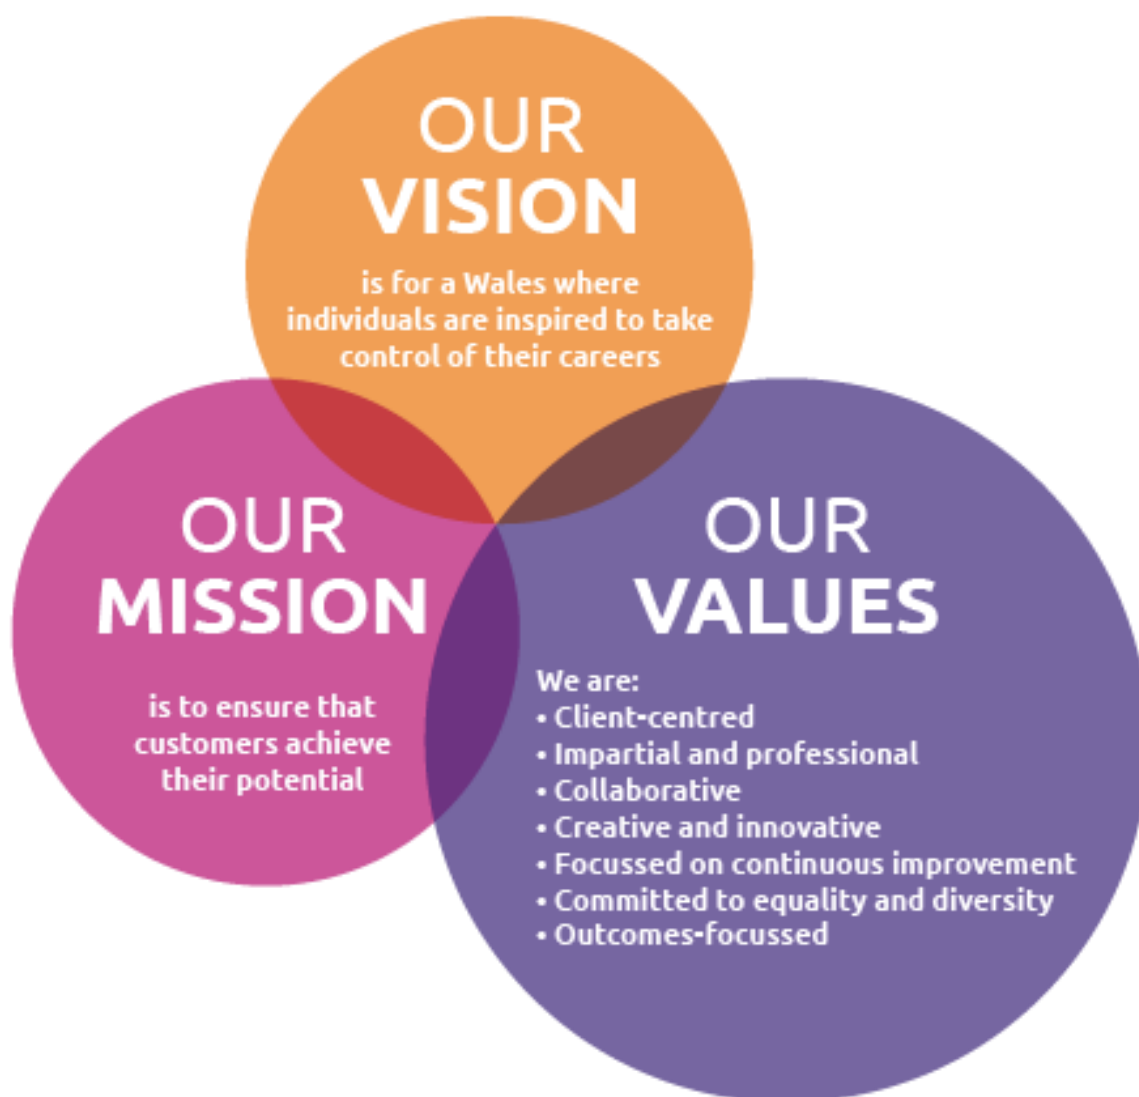 OUR
VISION
is for a Wales where
individuals are inspired to take
control of their careers
OUR
MISSION
is to ensure that
customers achieve
their potential
OUR
VALUES
We are:
• Client-centred
• Impartial and professional
• Collaborative
• Creative and innovative
• Focussed on continuous improvement
• Committed to equality and diversity
• Outcomes-focussed